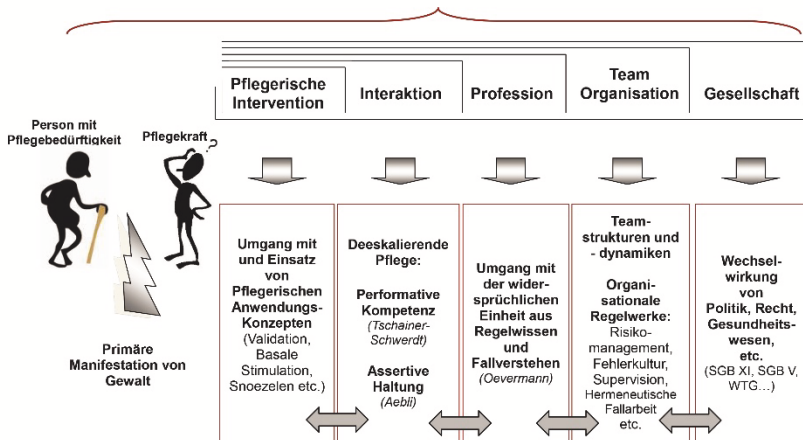 Pflegerische
Intervention
Interaktion
Profession
Team
Organisation
Gesellschaft
Person mit
Pflegebedürftigkeit
Pflegekraft
?
Primäre
Manifestation von
Gewalt
Umgang mit
und Einsatz
von
Pflegerischen
Anwendungs-
Konzepten
(Validation,
Basale
Stimulation,
Snoezelen etc.)
Deeskalierende
Pflege:
Performative
Kompetenz
(Tschainer-
Schwerdt)
Assertive
Haltung
(Aebli)
Umgang mit
der wider-
sprüchlichen
Einheit aus
Regelwissen
und
Fallverstehen
(Oevermann)
Team-
strukturen und
- dynamiken
Organi-
sationale
Regelwerke:
Risiko-
management,
Fehlerkultur,
Supervision,
Hermeneutische
Fallarbeit
etc.
Wechsel-
wirkung
von
Politik, Recht,
Gesundheits-
wesen,
etc.
(SGB XI, SGB V,
WTG…)